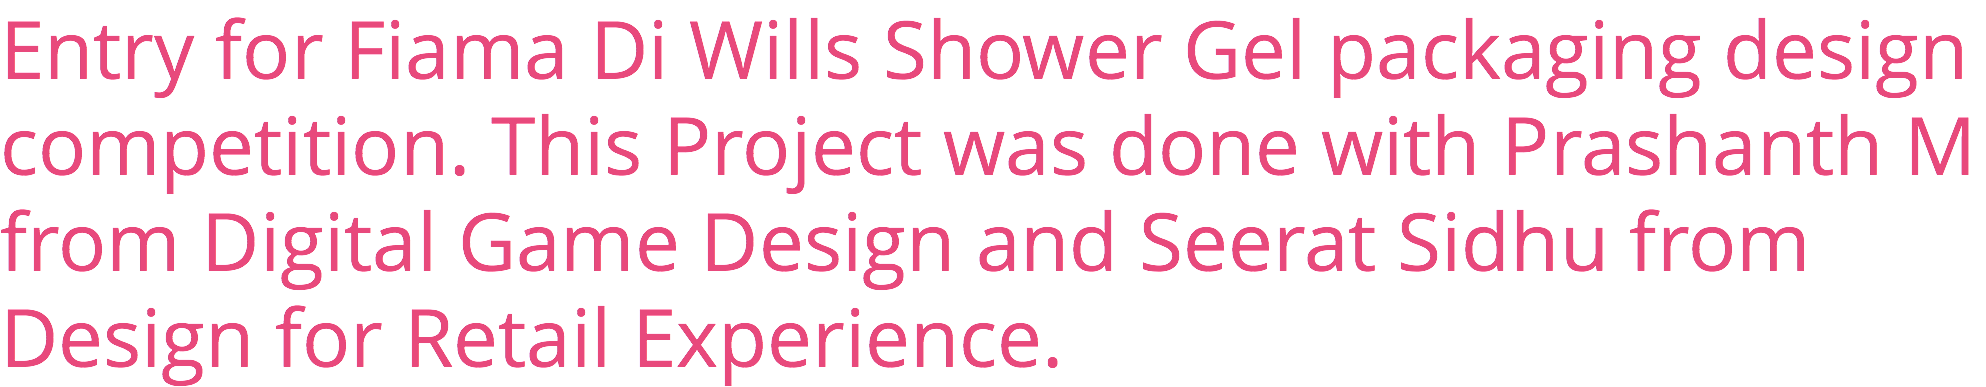 Entry for Fiama Di Wills Shower Gel packaging design
competition. This Project was done with Prashanth M
from Digital Game Design and Seerat Sidhu from
Design for Retail Experience.